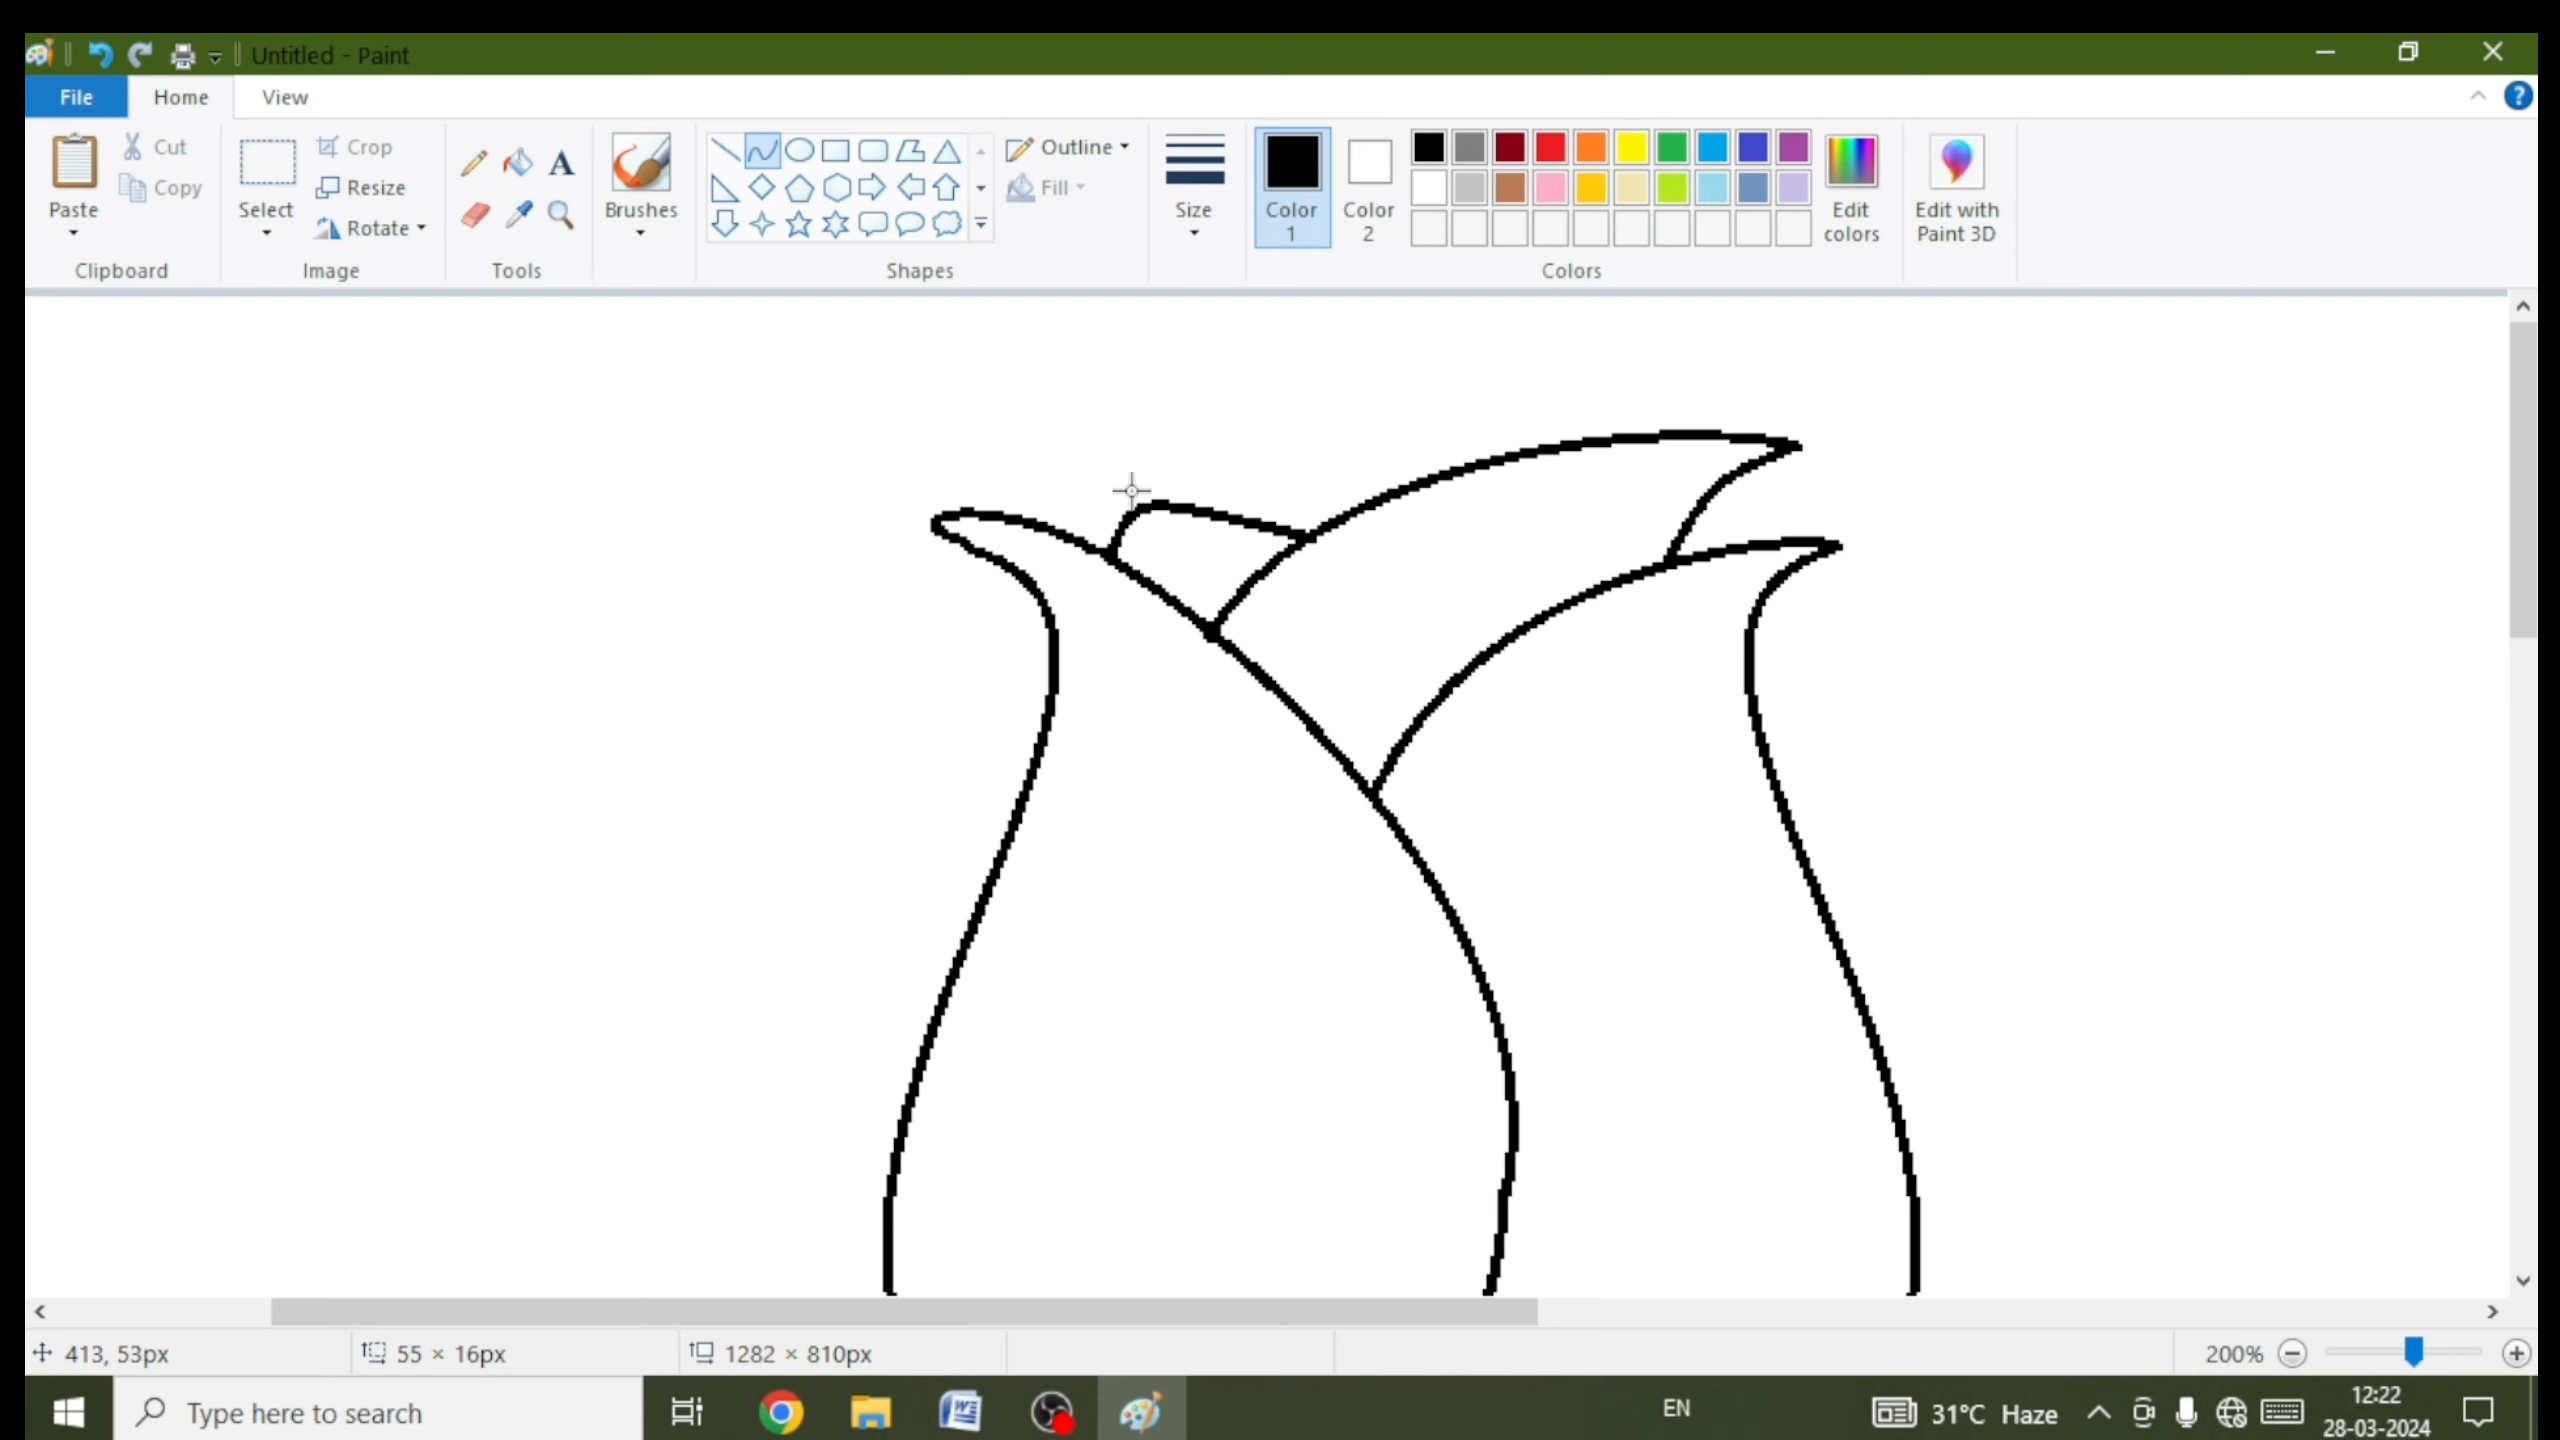 Untitled - Paint
File Home View
Paste Cut Copy Select Crop Resize Rotate A Brushes Outline Fill Size Color 1 Color 2 Edit colors Edit with Paint 3D
Clipboard Image Tools Shapes Colors
413, 53px 55 × 16px 1282 × 810px 200%
Type here to search EN 31°C Haze 12:22
28-03-2024